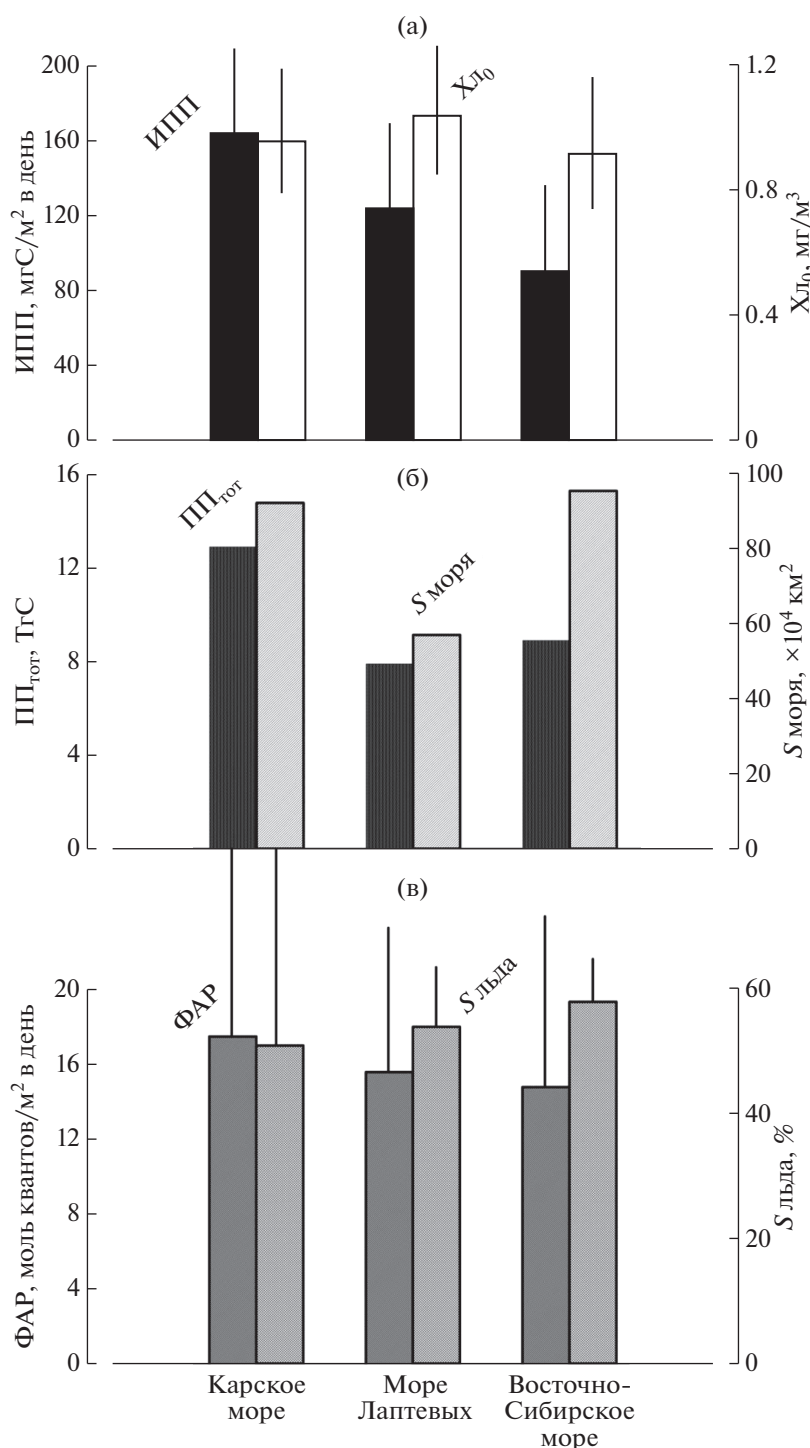 (а)
ИПП, мгС/м² в день
200
160
120
80
40
0
ИПП
Хл₀
1.2
0.8
0.4
0
Хл₀, мг/м³
(б)
ПП_тот, ТгС
16
12
8
4
0
ПП_тот
S моря
100
80
60
40
20
0
S моря, ×10⁴ км²
(в)
ФАР, моль квантов/м² в день
20
16
12
8
4
0
ФАР
S льда
60
40
20
0
S льда, %
Карское
море
Море
Лаптевых
Восточно-
Сибирское
море